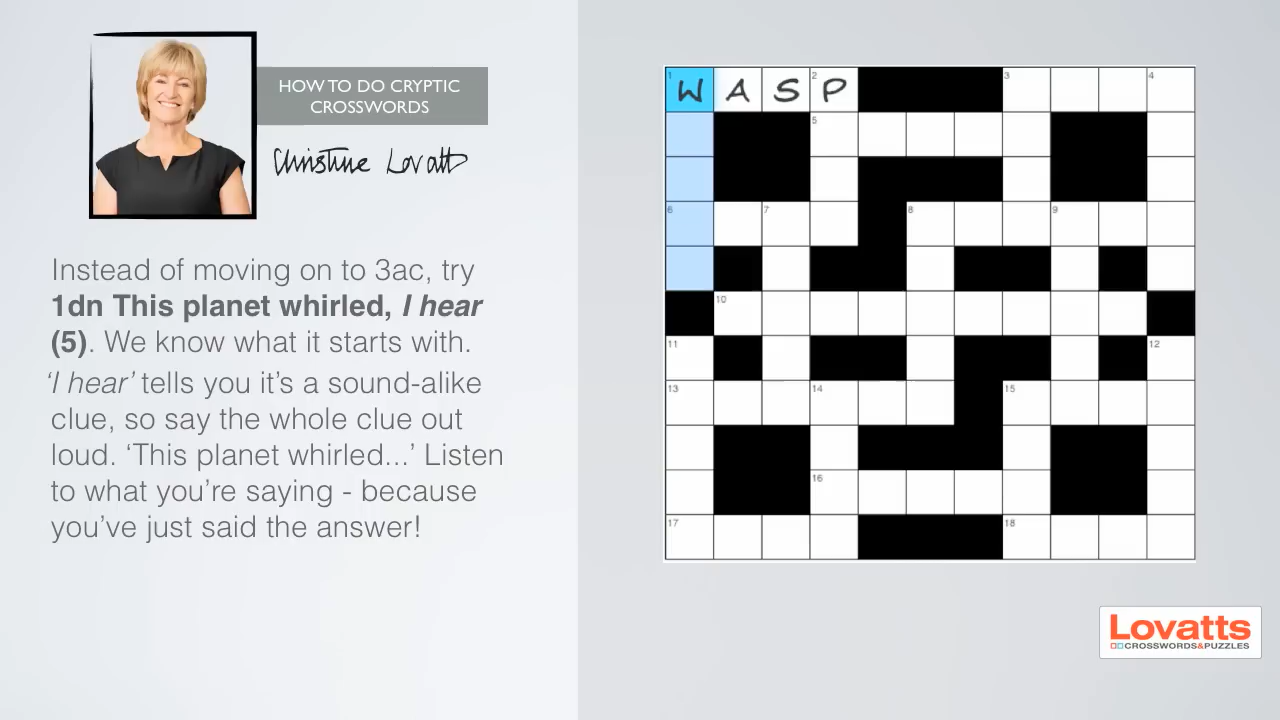 HOW TO DO CRYPTIC
CROSSWORDS
Christine Lovatt
Instead of moving on to 3ac, try
1dn This planet whirled, I hear
(5). We know what it starts with.
‘I hear’ tells you it’s a sound-alike
clue, so say the whole clue out
loud. ‘This planet whirled...’ Listen
to what you’re saying - because
you’ve just said the answer!
1 W A S 2 P 3 4
5
6 7 8 9
10
11 12
13 14 15
16
17 18
Lovatts
CROSSWORDS&PUZZLES